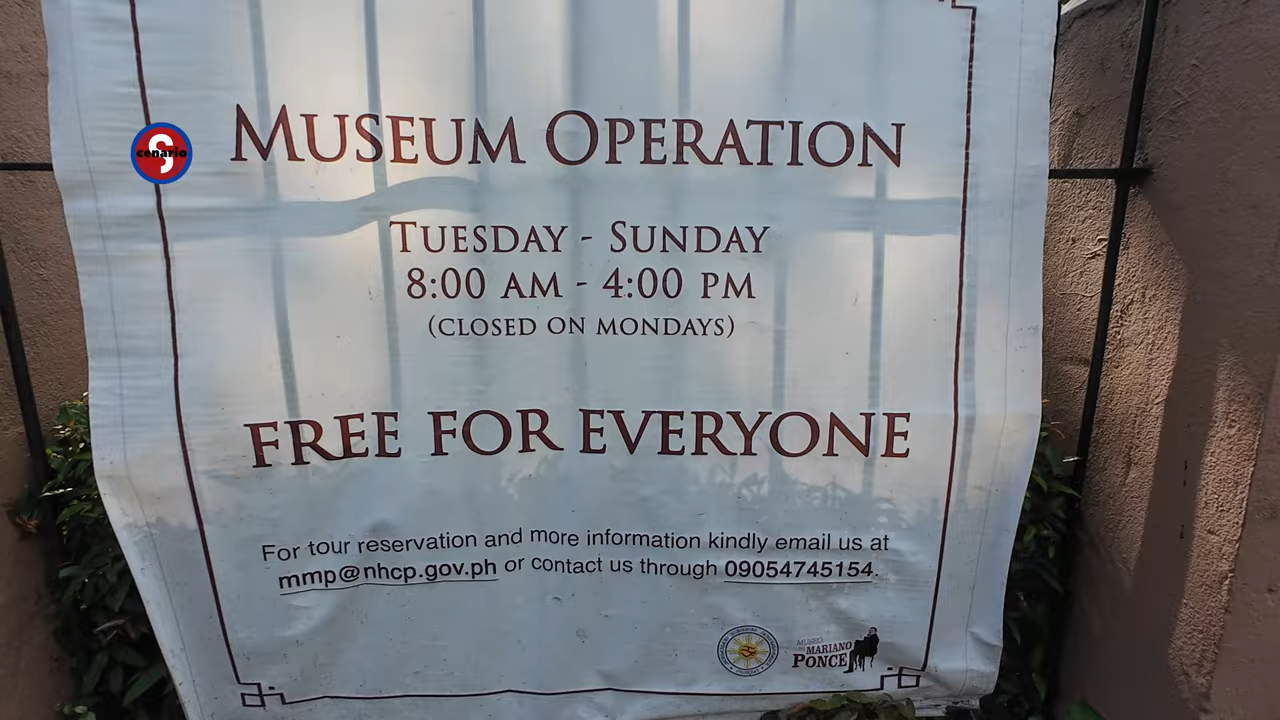 Scenario
MUSEUM OPERATION
TUESDAY - SUNDAY
8:00 AM - 4:00 PM
(CLOSED ON MONDAYS)
FREE FOR EVERYONE
For tour reservation and more information kindly email us at
mmp@nhcp.gov.ph or contact us through 09054745154.
MUSEO
MARIANO
PONCE